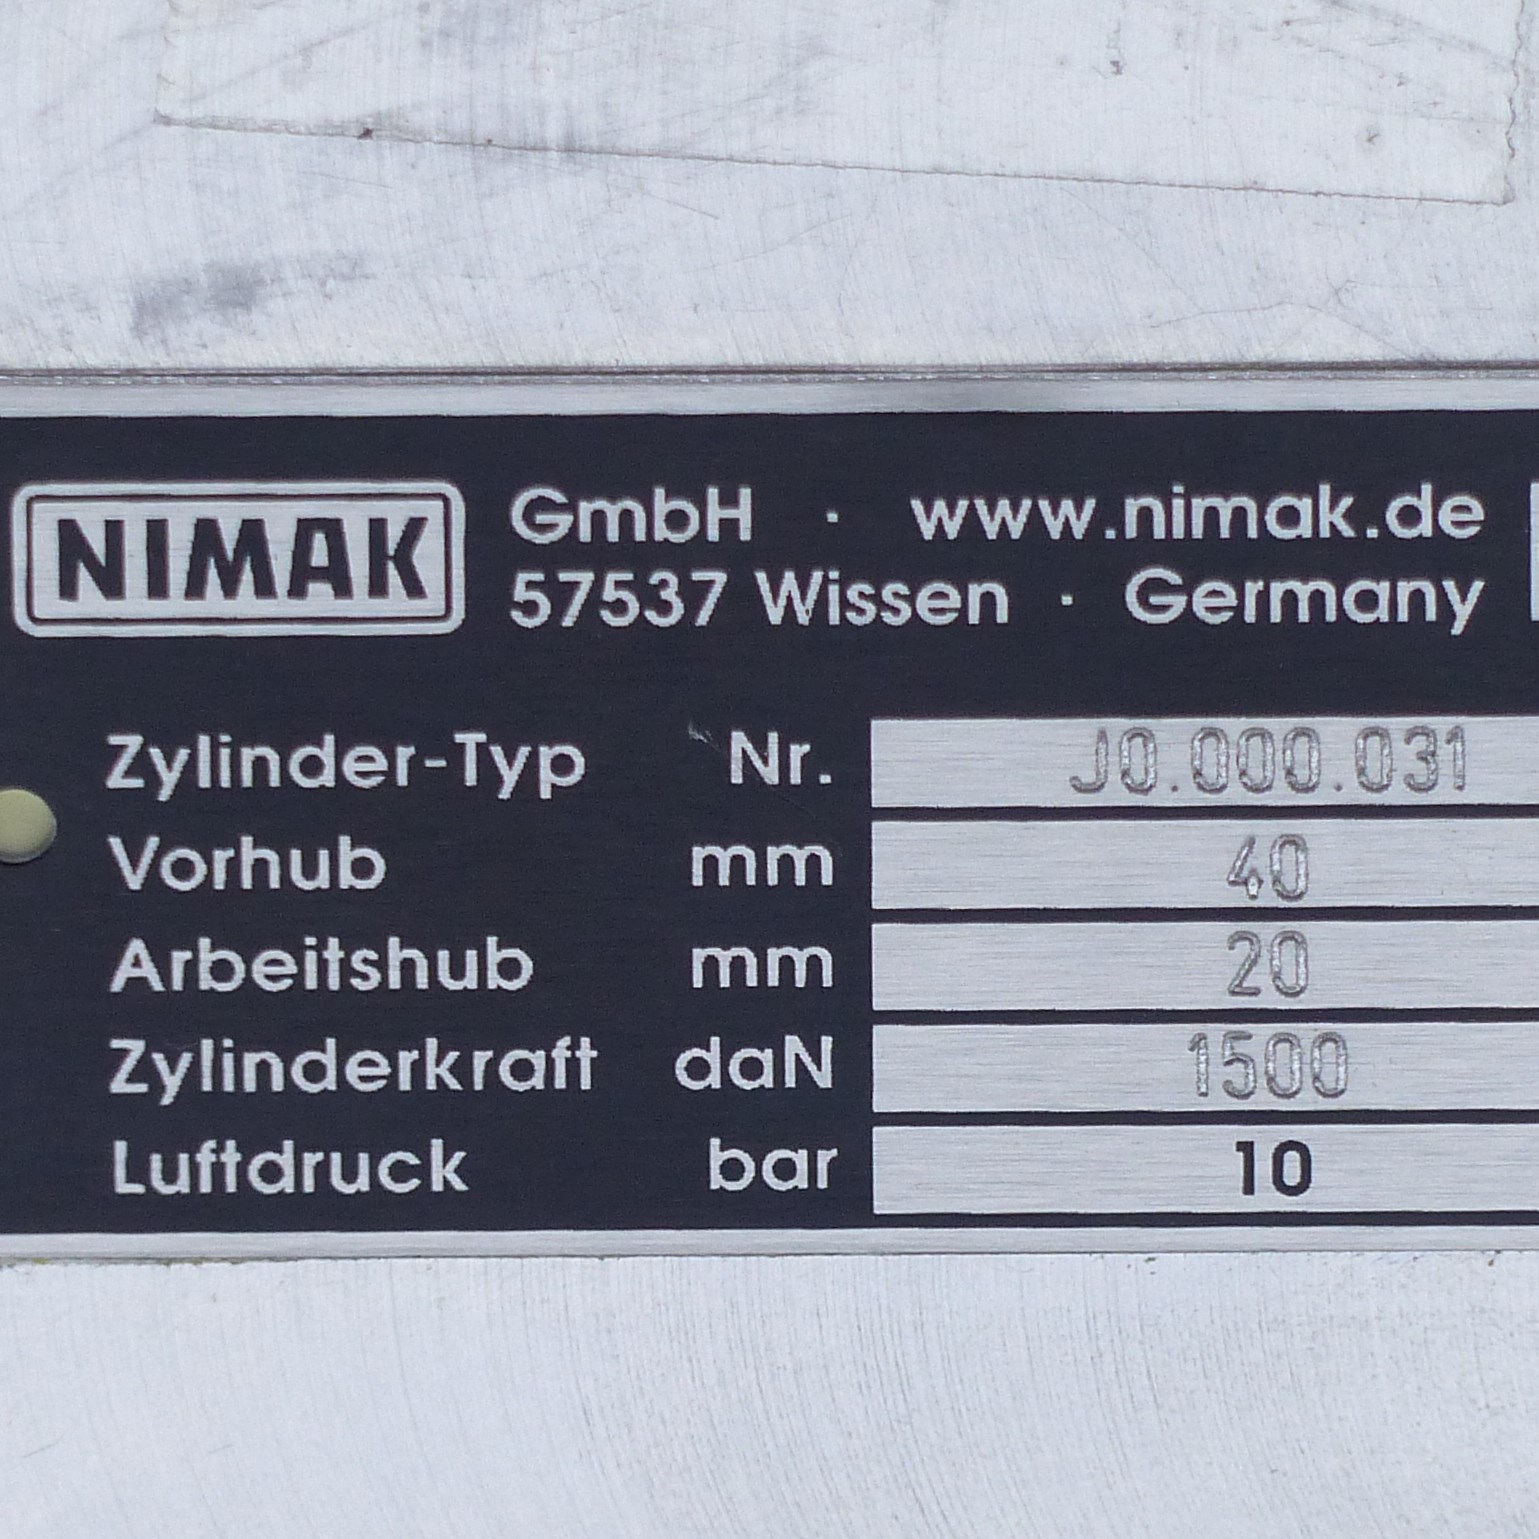 NIMAK GmbH · www.nimak.de
57537 Wissen · Germany
Zylinder-Typ Nr. J0.000.031
Vorhub mm 40
Arbeitshub mm 20
Zylinderkraft daN 1500
Luftdruck bar 10